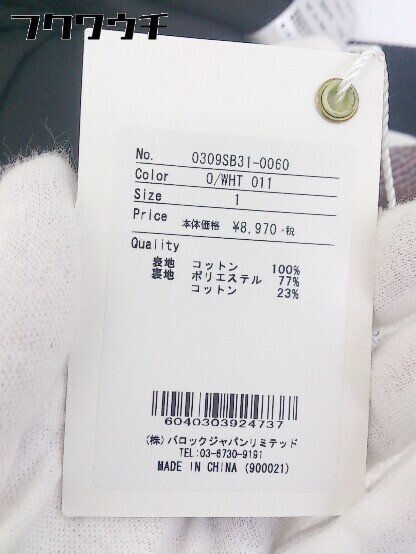 フクウウチ
No. 0309SB31-0060
Color O/WHT 011
Size 1
Price 本体価格 ¥8,970 +税
Quality
表地 コットン 100%
裏地 ポリエステル 77%
コットン 23%
6040303924737
(株) バロックジャパンリミテッド
TEL:03-6730-9191
MADE IN CHINA (900021)